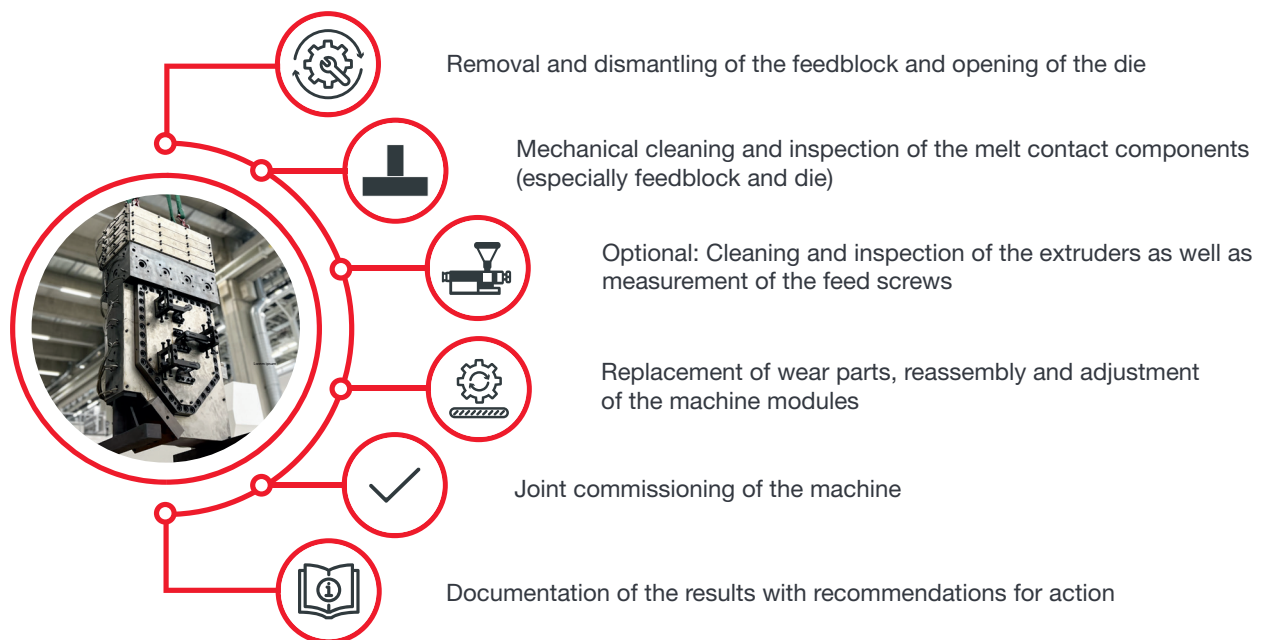 Removal and dismantling of the feedblock and opening of the die
Mechanical cleaning and inspection of the melt contact components
(especially feedblock and die)
Optional: Cleaning and inspection of the extruders as well as
measurement of the feed screws
Replacement of wear parts, reassembly and adjustment
of the machine modules
Joint commissioning of the machine
Documentation of the results with recommendations for action